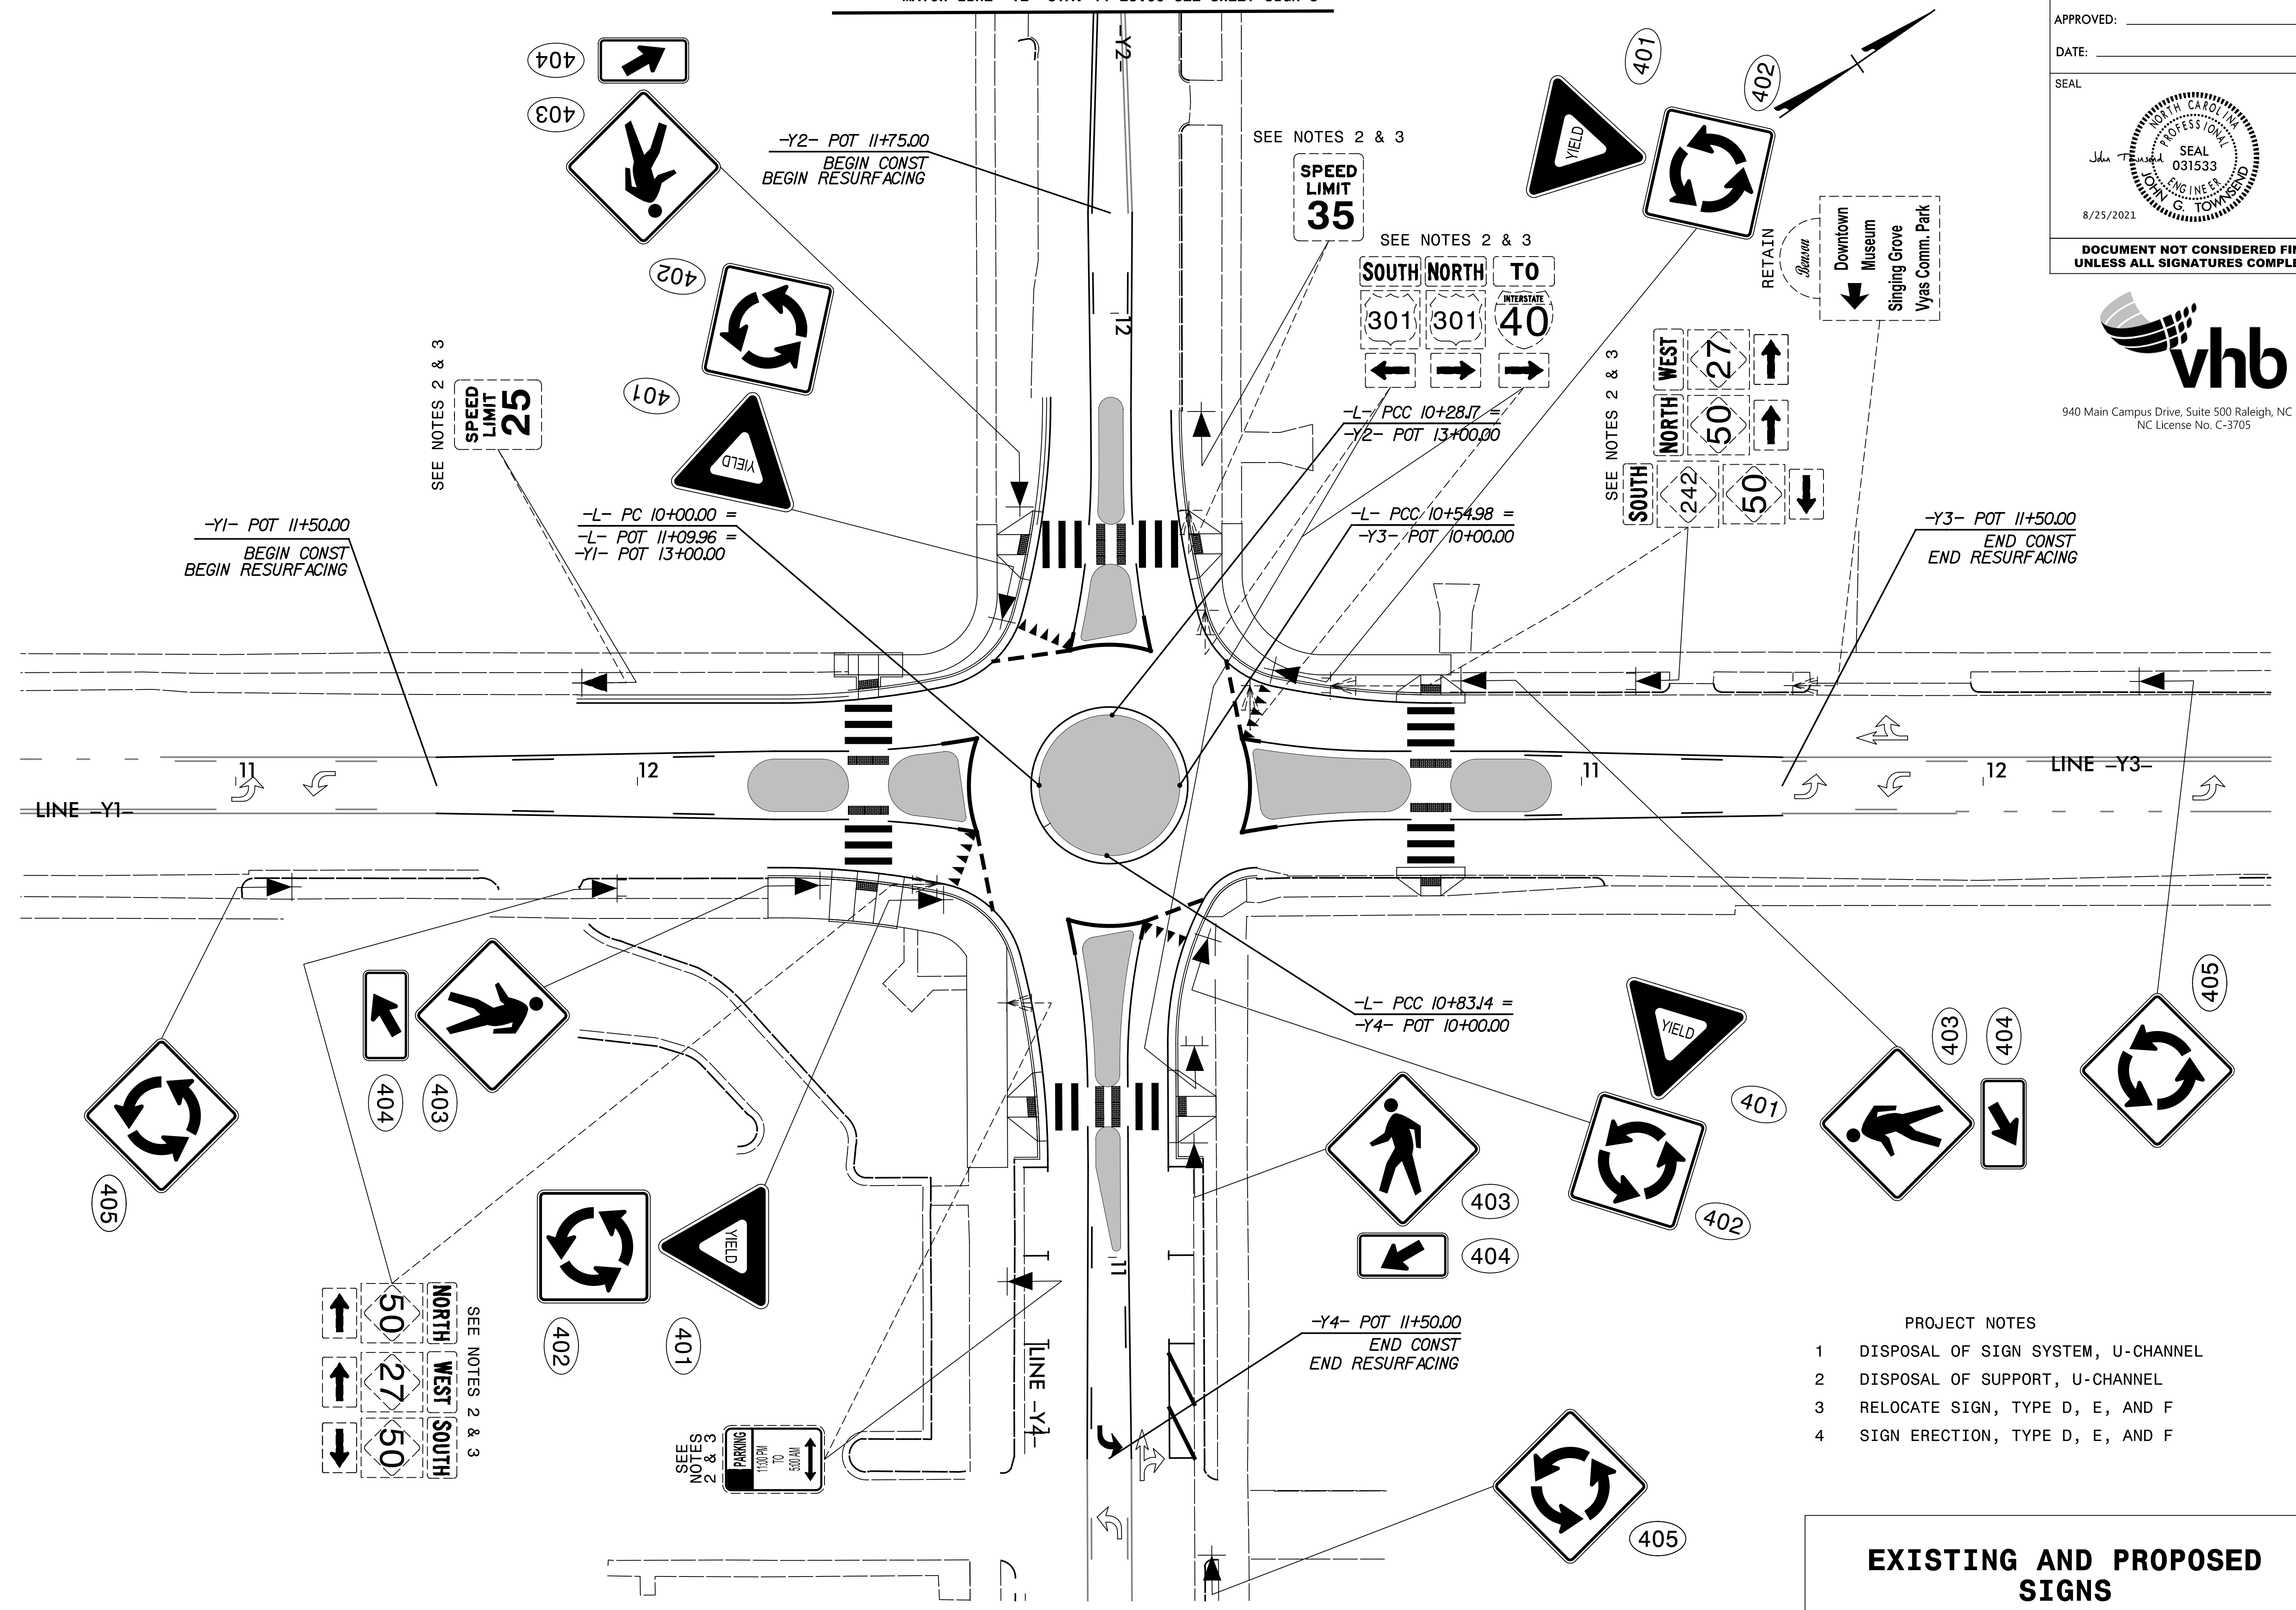 404
403
-Y2- POT 11+75.00
BEGIN CONST
BEGIN RESURFACING
-Y2-
12
402
401
YIELD
SEE NOTES 2 & 3
SPEED
LIMIT
25
SEE NOTES 2 & 3
SPEED
LIMIT
35
SEE NOTES 2 & 3
SOUTH NORTH TO
301 301 INTERSTATE
40
401
402
YIELD
RETAIN
Benson
Downtown
Museum
Singing Grove
Vyas Comm. Park
SEE NOTES 2 & 3
WEST
27
NORTH
50
SOUTH
242
50
APPROVED:
DATE:
SEAL
NORTH CAROLINA
PROFESSIONAL
SEAL
031533
ENGINEER
JOHN G. TOWNSEND
John Townsend
8/25/2021
DOCUMENT NOT CONSIDERED
UNLESS ALL SIGNATURES
vhb
940 Main Campus Drive, Suite 500 Raleigh, NC
NC License No. C-3705
-Y1- POT 11+50.00
BEGIN CONST
BEGIN RESURFACING
-L- PC 10+00.00 =
-L- POT 11+09.96 =
-Y1- POT 13+00.00
-L- PCC 10+28.17 =
-Y2- POT 13+00.00
-L- PCC 10+54.98 =
-Y3- POT 10+00.00
-Y3- POT 11+50.00
END CONST
END RESURFACING
LINE -Y1-
11
12
11
12
LINE -Y3-
405
404
403
402
401
YIELD
SEE NOTES 2 & 3
NORTH
50
WEST
27
SOUTH
50
SEE
NOTES
2 & 3
PARKING
11:00 PM
TO
5:00 AM
11
LINE -Y4-
-L- PCC 10+83.14 =
-Y4- POT 10+00.00
403
404
-Y4- POT 11+50.00
END CONST
END RESURFACING
YIELD
401
402
403
404
405
405
PROJECT NOTES
1 DISPOSAL OF SIGN SYSTEM, U-CHANNEL
2 DISPOSAL OF SUPPORT, U-CHANNEL
3 RELOCATE SIGN, TYPE D, E, AND F
4 SIGN ERECTION, TYPE D, E, AND F
EXISTING AND PROPOSED
SIGNS